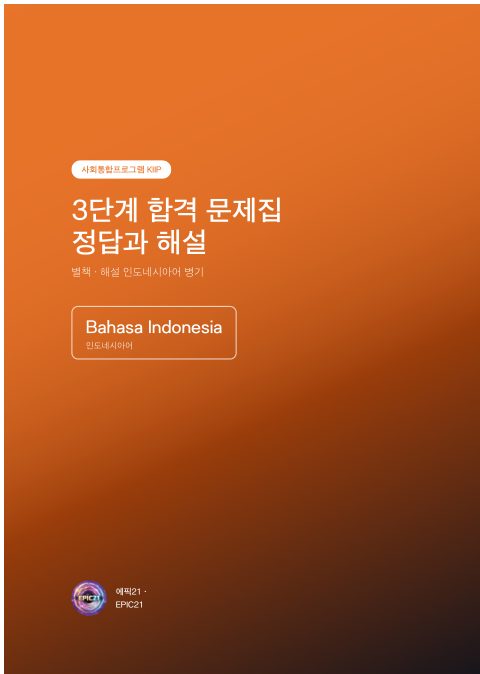 사회통합프로그램 KIIP
3단계 합격 문제집
정답과 해설
별책 · 해설 인도네시아어 병기
Bahasa Indonesia
인도네시아어
EPIC21
에픽21 ·
EPIC21